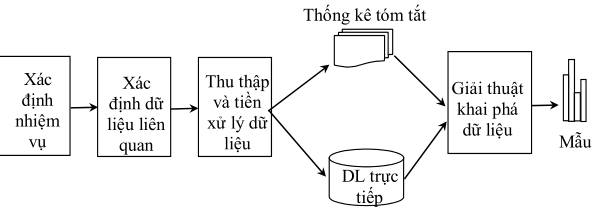 Xác
định
nhiệm
vụ
Xác
định dữ
liệu liên
quan
Thu thập
và tiền
xử lý dữ
liệu
Thống kê tóm tắt
DL trực
tiếp
Giải thuật
khai phá
dữ liệu
Mẫu